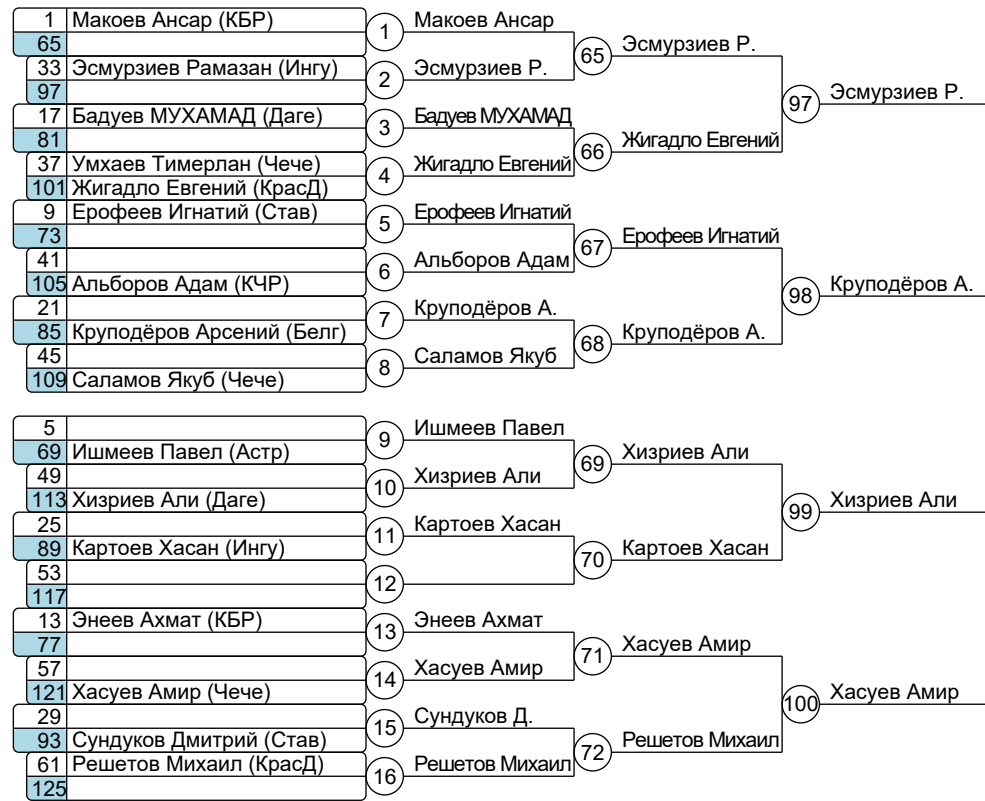 1 Макоев Ансар (КБР)
65
1 Макоев Ансар
33 Эсмурзиев Рамазан (Ингу)
97
2 Эсмурзиев Р.
65 Эсмурзиев Р.
17 Бадуев МУХАМАД (Даге)
81
3 Бадуев МУХАМАД
37 Умхаев Тимерлан (Чече)
101 Жигадло Евгений (КрасД)
4 Жигадло Евгений
66 Жигадло Евгений
97 Эсмурзиев Р.
9 Ерофеев Игнатий (Став)
73
5 Ерофеев Игнатий
41
105 Альборов Адам (КЧР)
6 Альборов Адам
67 Ерофеев Игнатий
21
85 Круподёров Арсений (Белг)
7 Круподёров А.
45
109 Саламов Якуб (Чече)
8 Саламов Якуб
68 Круподёров А.
98 Круподёров А.
5
69 Ишмеев Павел (Астр)
9 Ишмеев Павел
49
113 Хизриев Али (Даге)
10 Хизриев Али
69 Хизриев Али
25
89 Картоев Хасан (Ингу)
11 Картоев Хасан
53
117
12
70 Картоев Хасан
99 Хизриев Али
13 Энеев Ахмат (КБР)
77
13 Энеев Ахмат
57
121 Хасуев Амир (Чече)
14 Хасуев Амир
71 Хасуев Амир
29
93 Сундуков Дмитрий (Став)
15 Сундуков Д.
61 Решетов Михаил (КрасД)
125
16 Решетов Михаил
72 Решетов Михаил
100 Хасуев Амир